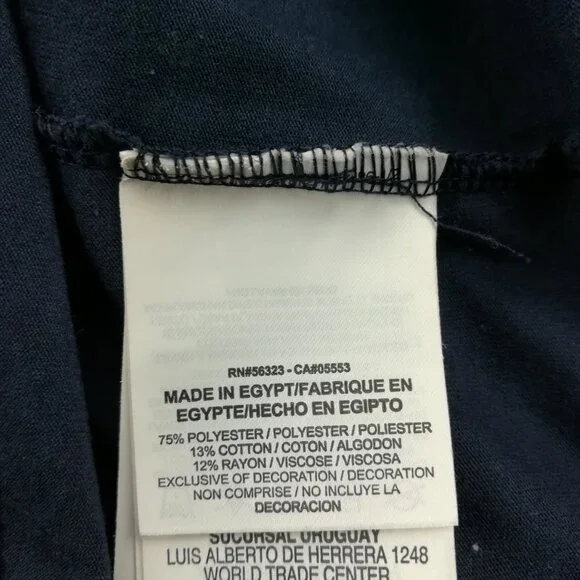 RN#56323 - CA#05553
MADE IN EGYPT/FABRIQUE EN
EGYPTE/HECHO EN EGIPTO
75% POLYESTER / POLYESTER / POLIESTER
13% COTTON / COTON / ALGODON
12% RAYON / VISCOSE / VISCOSA
EXCLUSIVE OF DECORATION / DECORATION
NON COMPRISE / NO INCLUYE LA
DECORACION
SUCURSAL URUGUAY
LUIS ALBERTO DE HERRERA 1248
WORLD TRADE CENTER